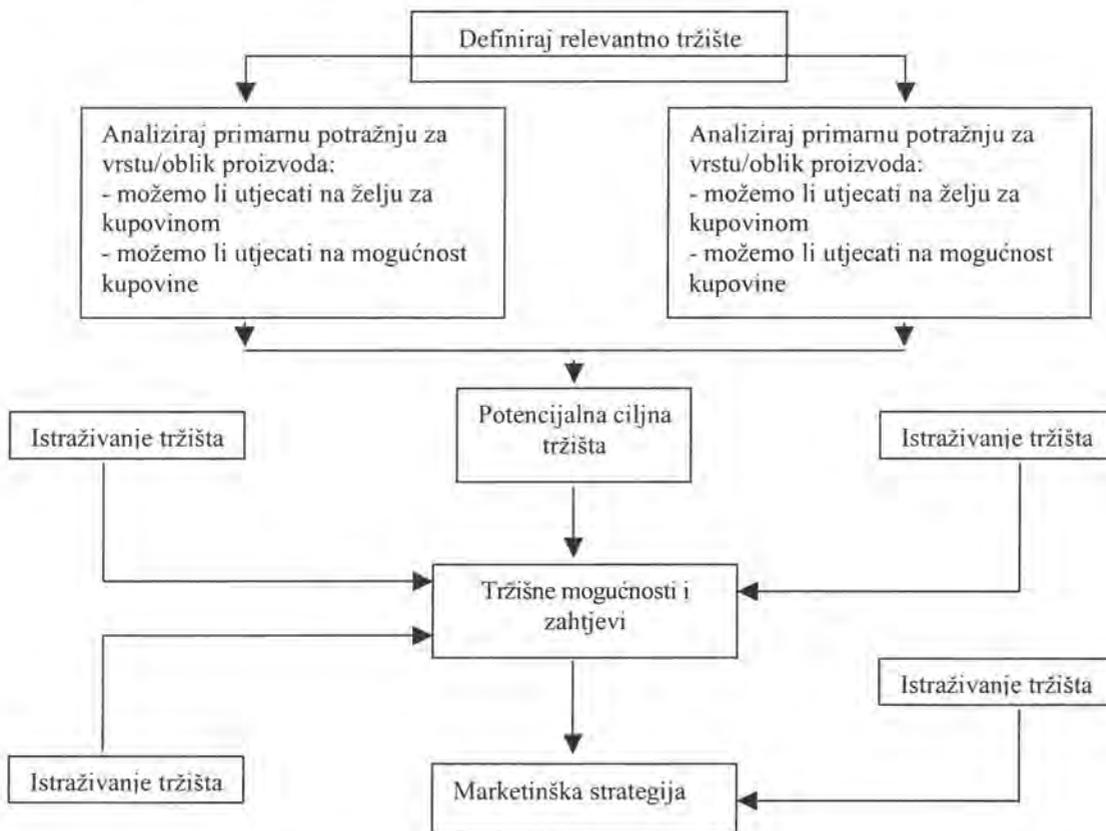 Definiraj relevantno tržište
Analiziraj primarnu potražnju za
vrstu/oblik proizvoda:
- možemo li utjecati na želju za
kupovinom
- možemo li utjecati na mogućnost
kupovine
Analiziraj primarnu potražnju za
vrstu/oblik proizvoda:
- možemo li utjecati na želju za
kupovinom
- možemo li utjecati na mogućnost
kupovine
Potencijalna ciljna
tržišta
Istraživanje tržišta
Istraživanje tržišta
Tržišne mogućnosti i
zahtjevi
Istraživanje tržišta
Istraživanje tržišta
Marketinška strategija